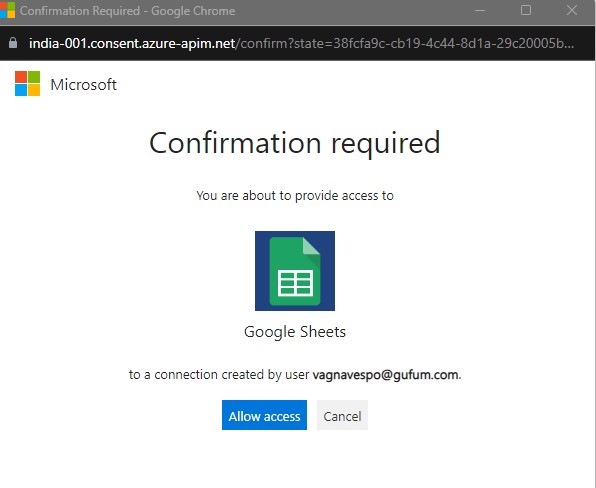 Confirmation Required - Google Chrome
india-001.consent.azure-apim.net/confirm?state=38fcfa9c-cb19-4c44-8d1a-29c20005b...
Microsoft
Confirmation required
You are about to provide access to
Google Sheets
to a connection created by user vagnavespo@gufum.com.
Allow access Cancel